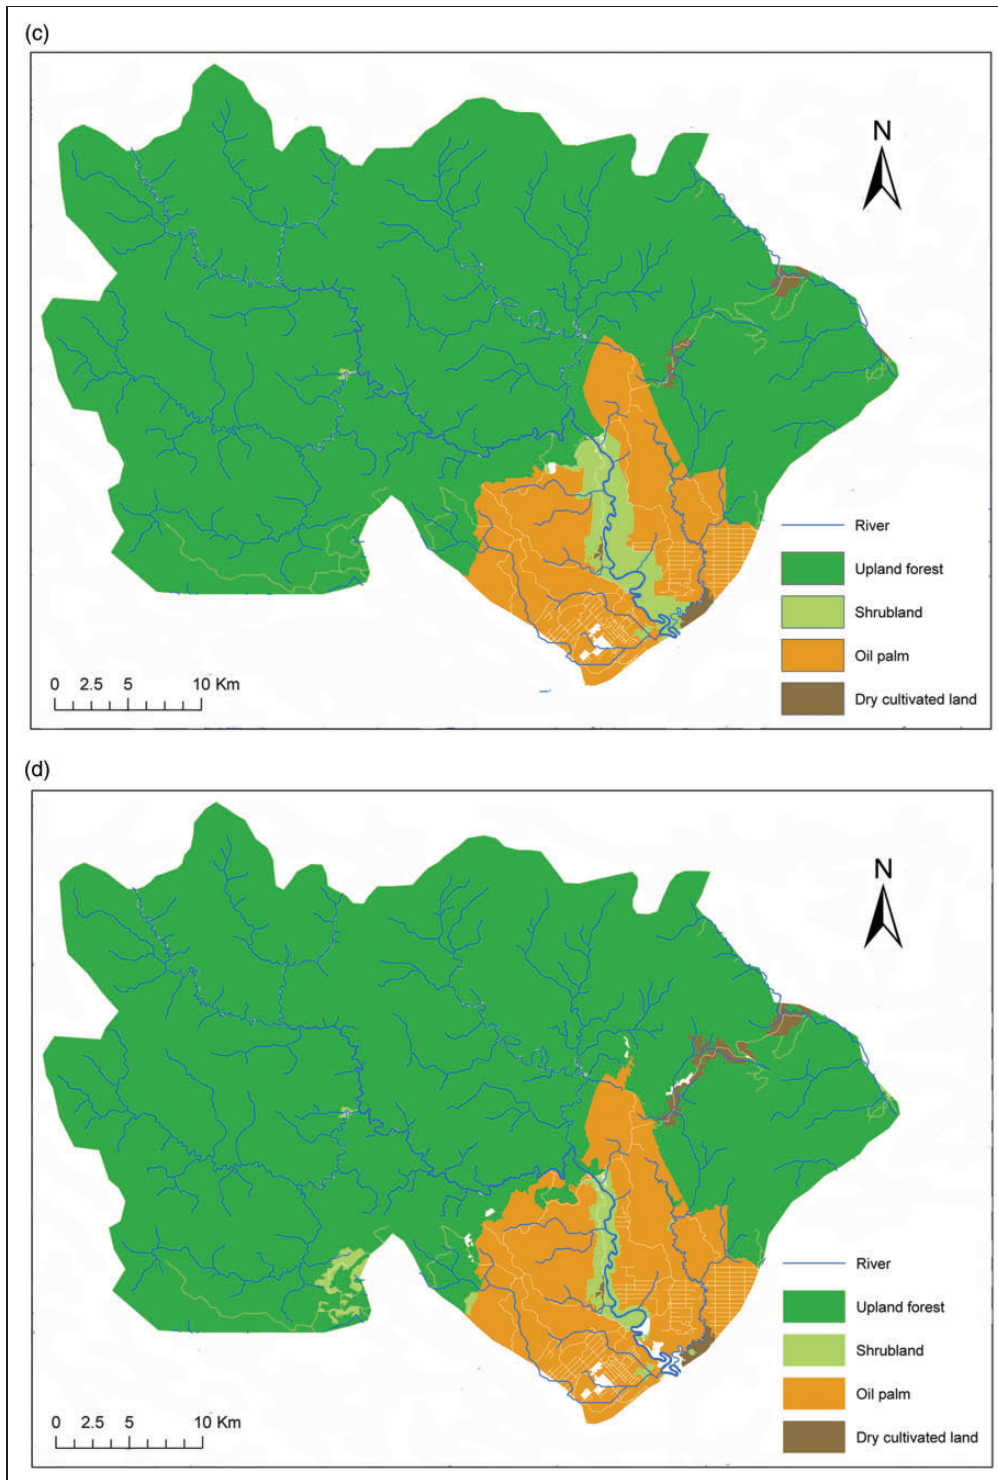 (c)
N
River
Upland forest
Shrubland
Oil palm
Dry cultivated land
0 2.5 5 10 Km
(d)
N
River
Upland forest
Shrubland
Oil palm
Dry cultivated land
0 2.5 5 10 Km